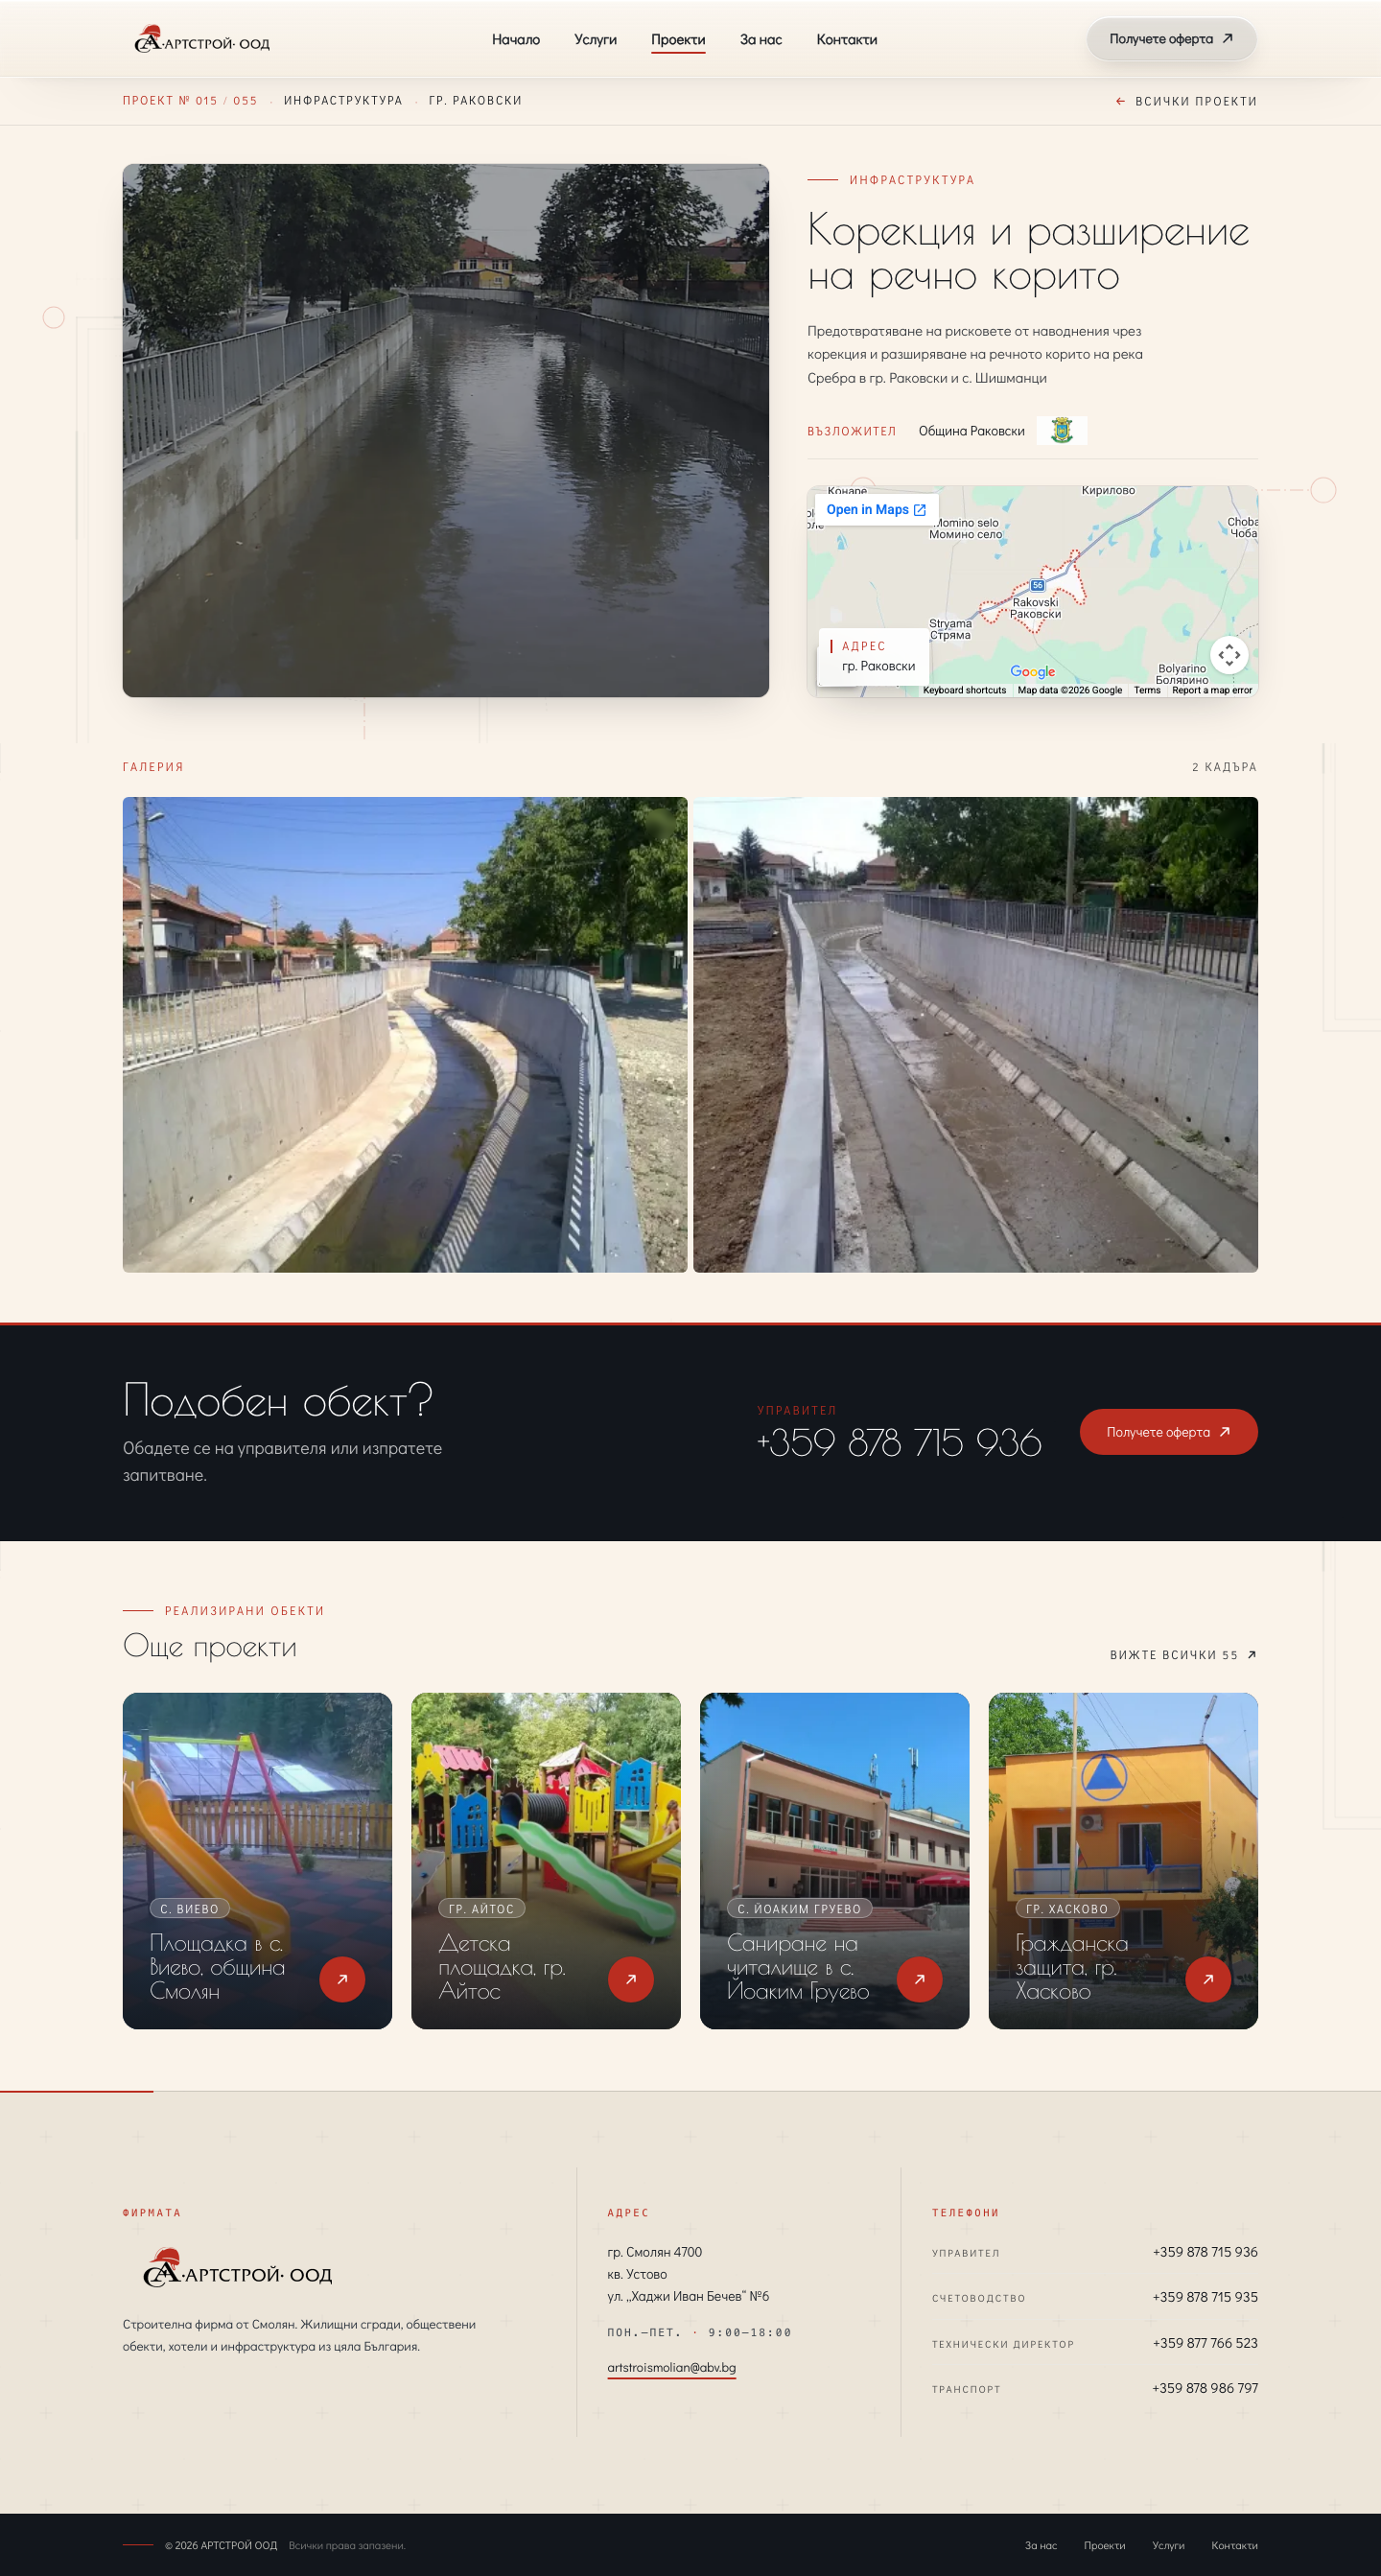 АРТСТРОЙ· ООД
Начало
Услуги
Проекти
За нас
Контакти
Получете оферта
ПРОЕКТ № 015 / 055 · ИНФРАСТРУКТУРА · ГР. РАКОВСКИ
← ВСИЧКИ ПРОЕКТИ
ИНФРАСТРУКТУРА
Корекция и разширение
на речно корито
Предотвратяване на рисковете от наводнения чрез
корекция и разширяване на речното корито на река
Сребра в гр. Раковски и с. Шишманци
ВЪЗЛОЖИТЕЛ Община Раковски
Конаре
Кирилово
Open in Maps
Momino selo
Момино село
Choba
Чоба
56
Rakovski
Раковски
Stryama
Стряма
АДРЕС
гр. Раковски
Bolyarino
Болярино
Google
Keyboard shortcuts
Map data ©2026 Google
Terms
Report a map error
ГАЛЕРИЯ
2 КАДЪРА
Подобен обект?
Обадете се на управителя или изпратете
запитване.
УПРАВИТЕЛ
+359 878 715 936
Получете оферта
РЕАЛИЗИРАНИ ОБЕКТИ
Още проекти
ВИЖТЕ ВСИЧКИ 55
С. ВИЕВО
Площадка в с.
Виево, община
Смолян
ГР. АЙТОС
Детска
площадка, гр.
Айтос
С. ЙОАКИМ ГРУЕВО
Саниране на
читалище в с.
Йоаким Груево
ГР. ХАСКОВО
Гражданска
защита, гр.
Хасково
ФИРМАТА
А·АРТСТРОЙ· ООД
Строителна фирма от Смолян. Жилищни сгради, обществени
обекти, хотели и инфраструктура из цяла България.
АДРЕС
гр. Смолян 4700
кв. Устово
ул. „Хаджи Иван Бечев“ №6
ПОН.–ПЕТ. · 9:00–18:00
artstroismolian@abv.bg
ТЕЛЕФОНИ
УПРАВИТЕЛ +359 878 715 936
СЧЕТОВОДСТВО +359 878 715 935
ТЕХНИЧЕСКИ ДИРЕКТОР +359 877 766 523
ТРАНСПОРТ +359 878 986 797
© 2026 АРТСТРОЙ ООД Всички права запазени.
За нас
Проекти
Услуги
Контакти